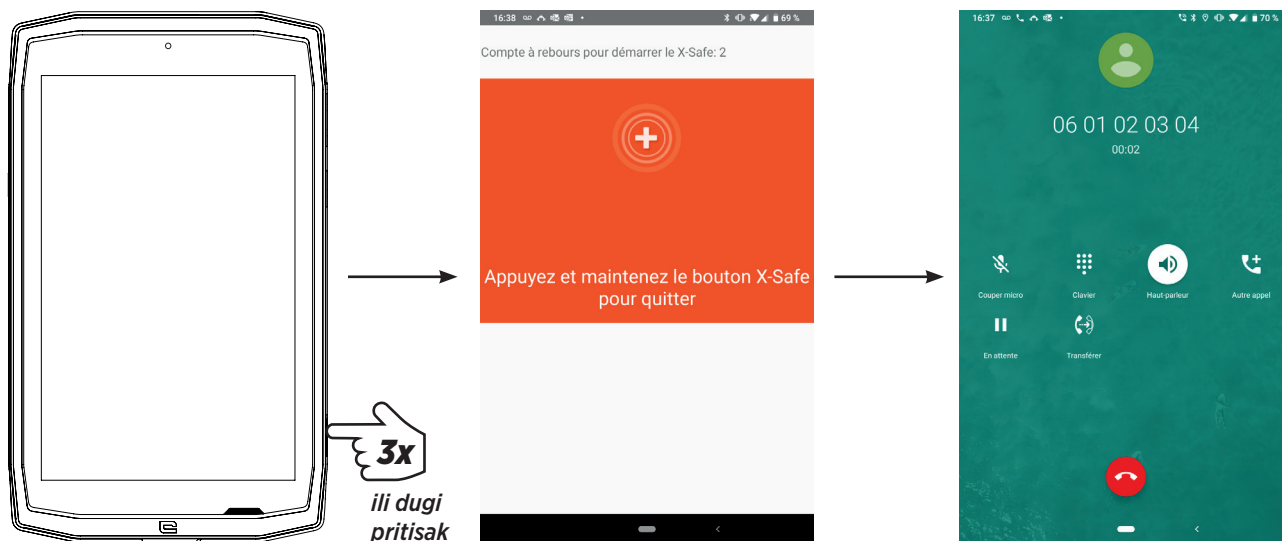 3x
ili dugi
pritisak
16:38
69 %
Compte à rebours pour démarrer le X-Safe: 2
Appuyez et maintenez le bouton X-Safe
pour quitter
16:37
70 %
06 01 02 03 04
00:02
Couper micro
Clavier
Haut-parleur
Autre appel
En attente
Transférer